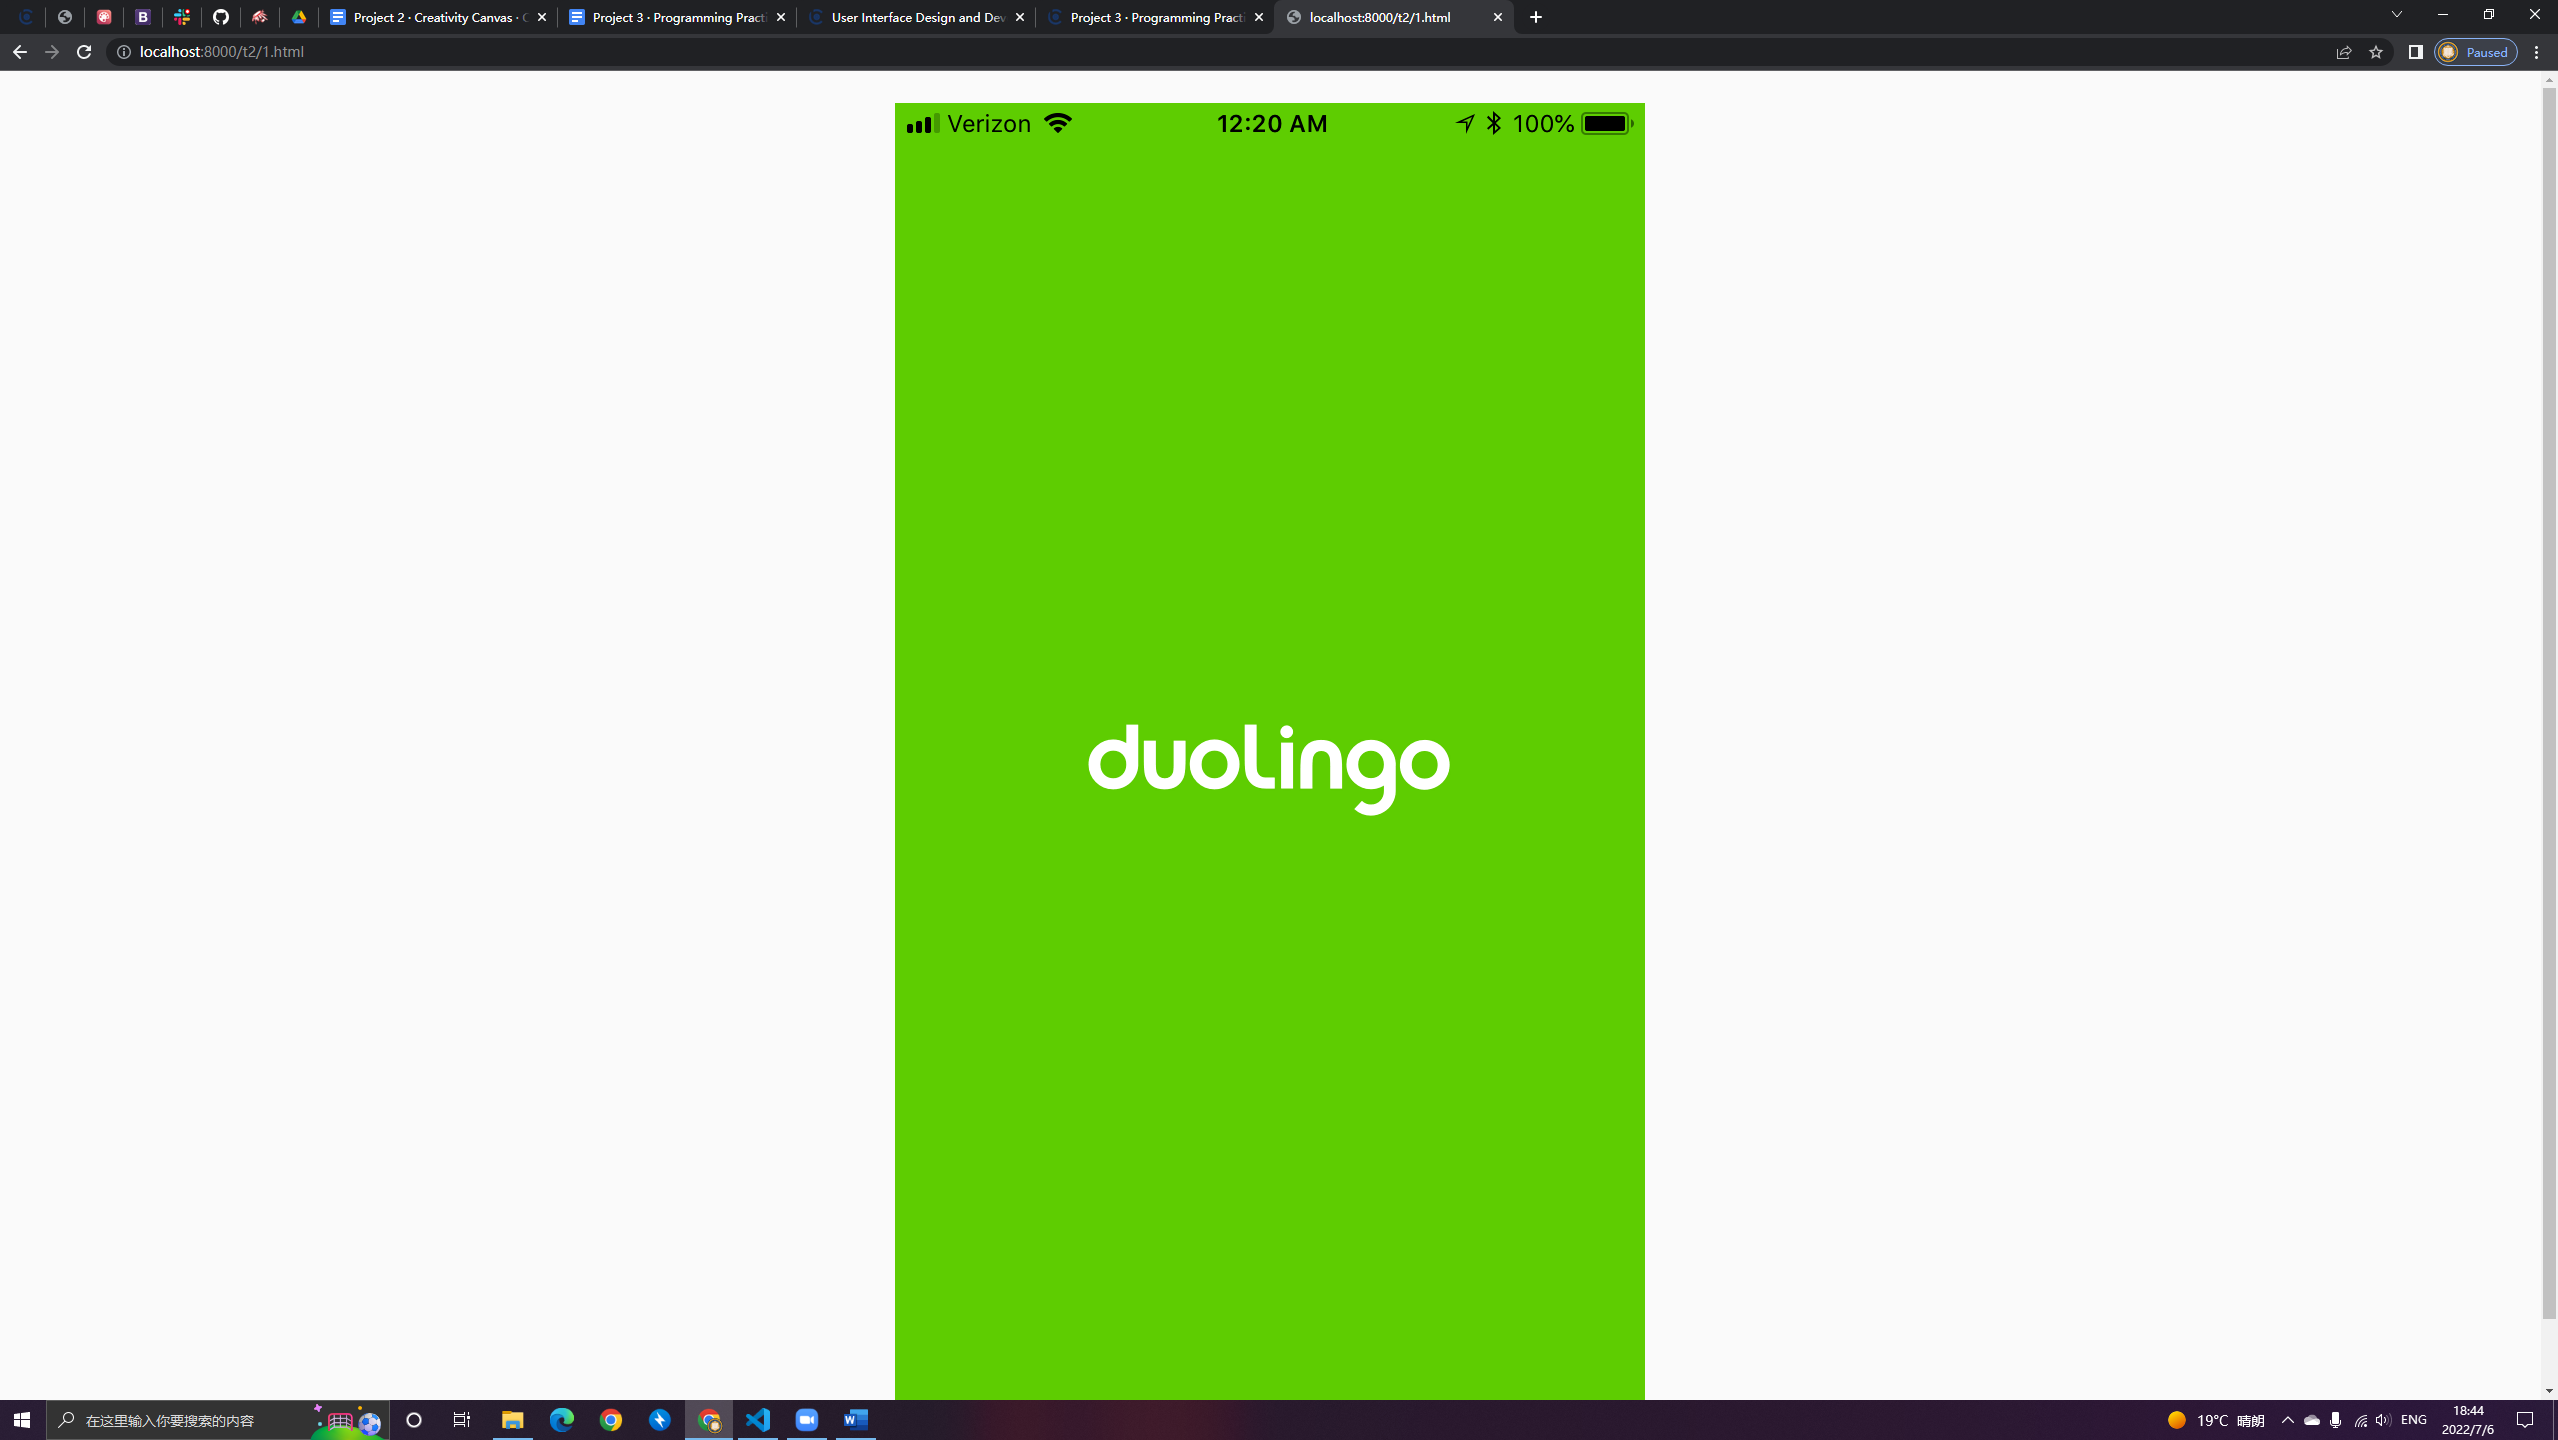 Project 2 · Creativity Canvas · C
Project 3 · Programming Practi
User Interface Design and Dev
Project 3 · Programming Practi
localhost:8000/t2/1.html
localhost:8000/t2/1.html
Paused
Verizon 12:20 AM 100%
duolingo
在这里输入你要搜索的内容
19°C 晴朗
ENG
18:44
2022/7/6